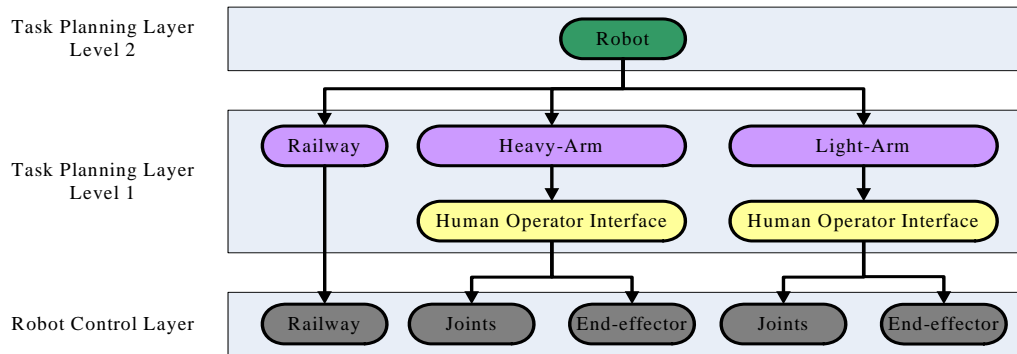 Task Planning Layer
Level 2
Robot
Task Planning Layer
Level 1
Railway
Heavy-Arm
Light-Arm
Human Operator Interface
Human Operator Interface
Robot Control Layer
Railway
Joints
End-effector
Joints
End-effector